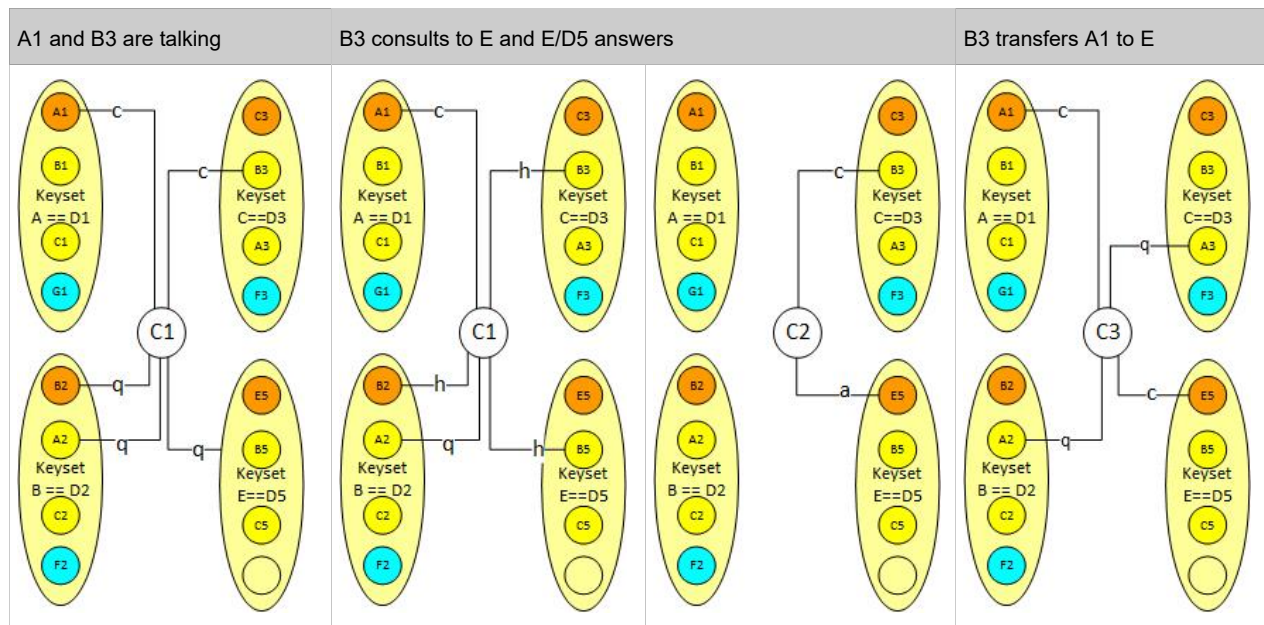 A1 and B3 are talking
B3 consults to E and E/D5 answers
B3 transfers A1 to E
A1
c
B1
Keyset
A == D1
C1
G1
C3
c
B3
Keyset
C==D3
A3
F3
C1
B2
q
A2
q
Keyset
B == D2
C2
F2
E5
q
B5
Keyset
E==D5
C5
A1
c
B1
Keyset
A == D1
C1
G1
C3
h
B3
Keyset
C==D3
A3
F3
C1
B2
h
A2
q
Keyset
B == D2
C2
F2
E5
h
B5
Keyset
E==D5
C5
A1
B1
Keyset
A == D1
C1
G1
C3
c
B3
Keyset
C==D3
A3
F3
C2
B2
A2
Keyset
B == D2
C2
F2
a
E5
B5
Keyset
E==D5
C5
A1
c
B1
Keyset
A == D1
C1
G1
C3
B3
Keyset
C==D3
q
A3
F3
C3
B2
A2
q
Keyset
B == D2
C2
F2
c
E5
B5
Keyset
E==D5
C5